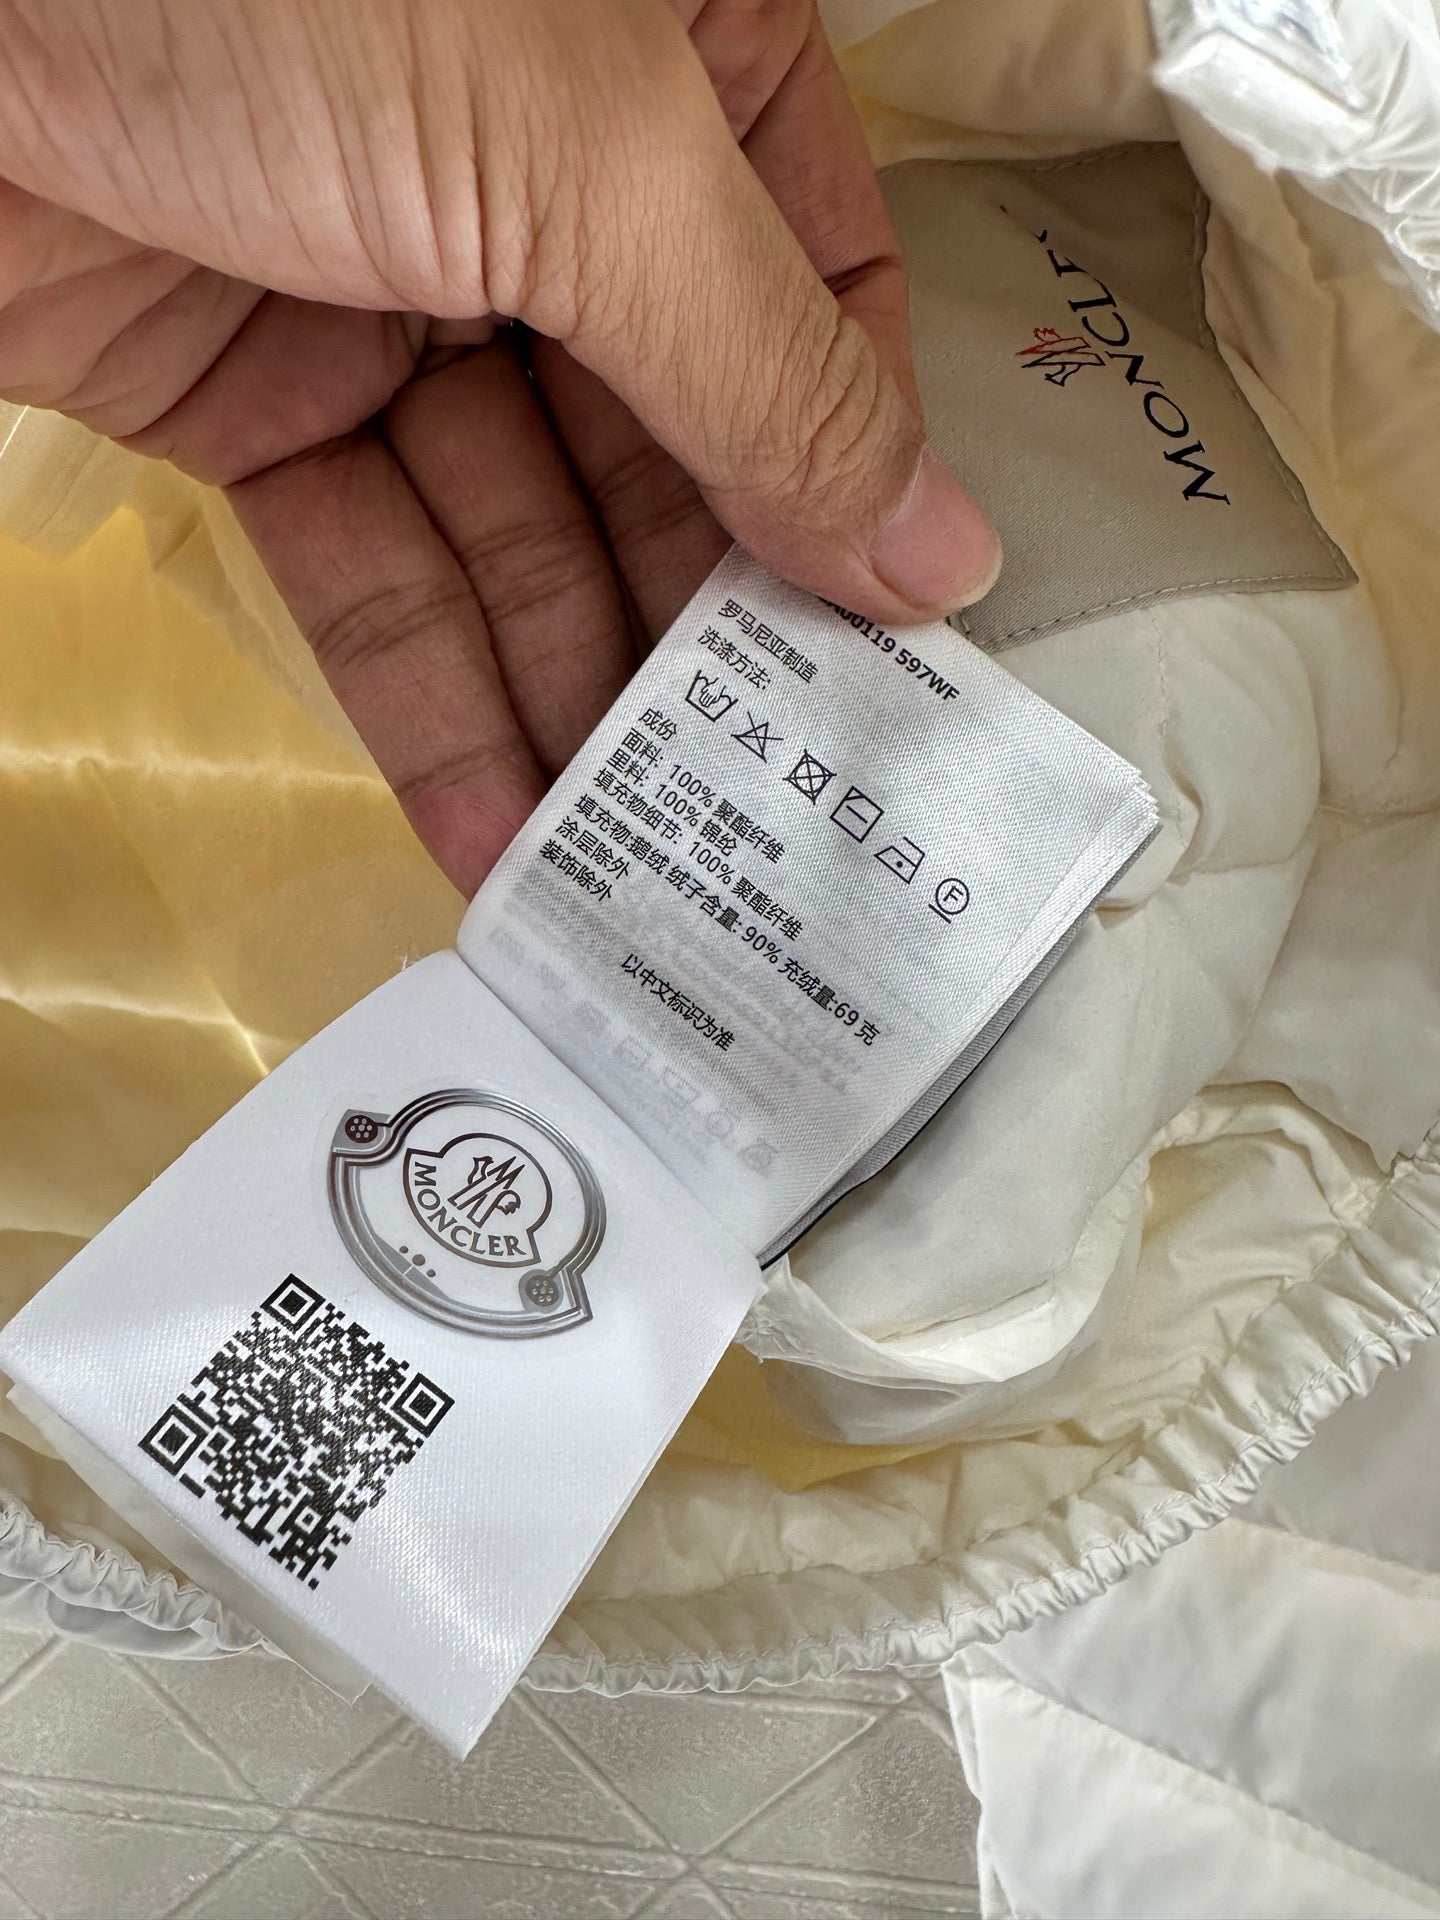 MONCLER
A00119 597WF
罗马尼亚制造
洗涤方法:
F
成份
面料: 100% 聚酯纤维
里料: 100% 锦纶
填充物细节: 100% 聚酯纤维
填充物:鹅绒 绒子含量: 90% 充绒量:69 克
涂层除外
装饰除外
以中文标识为准
MONCLER